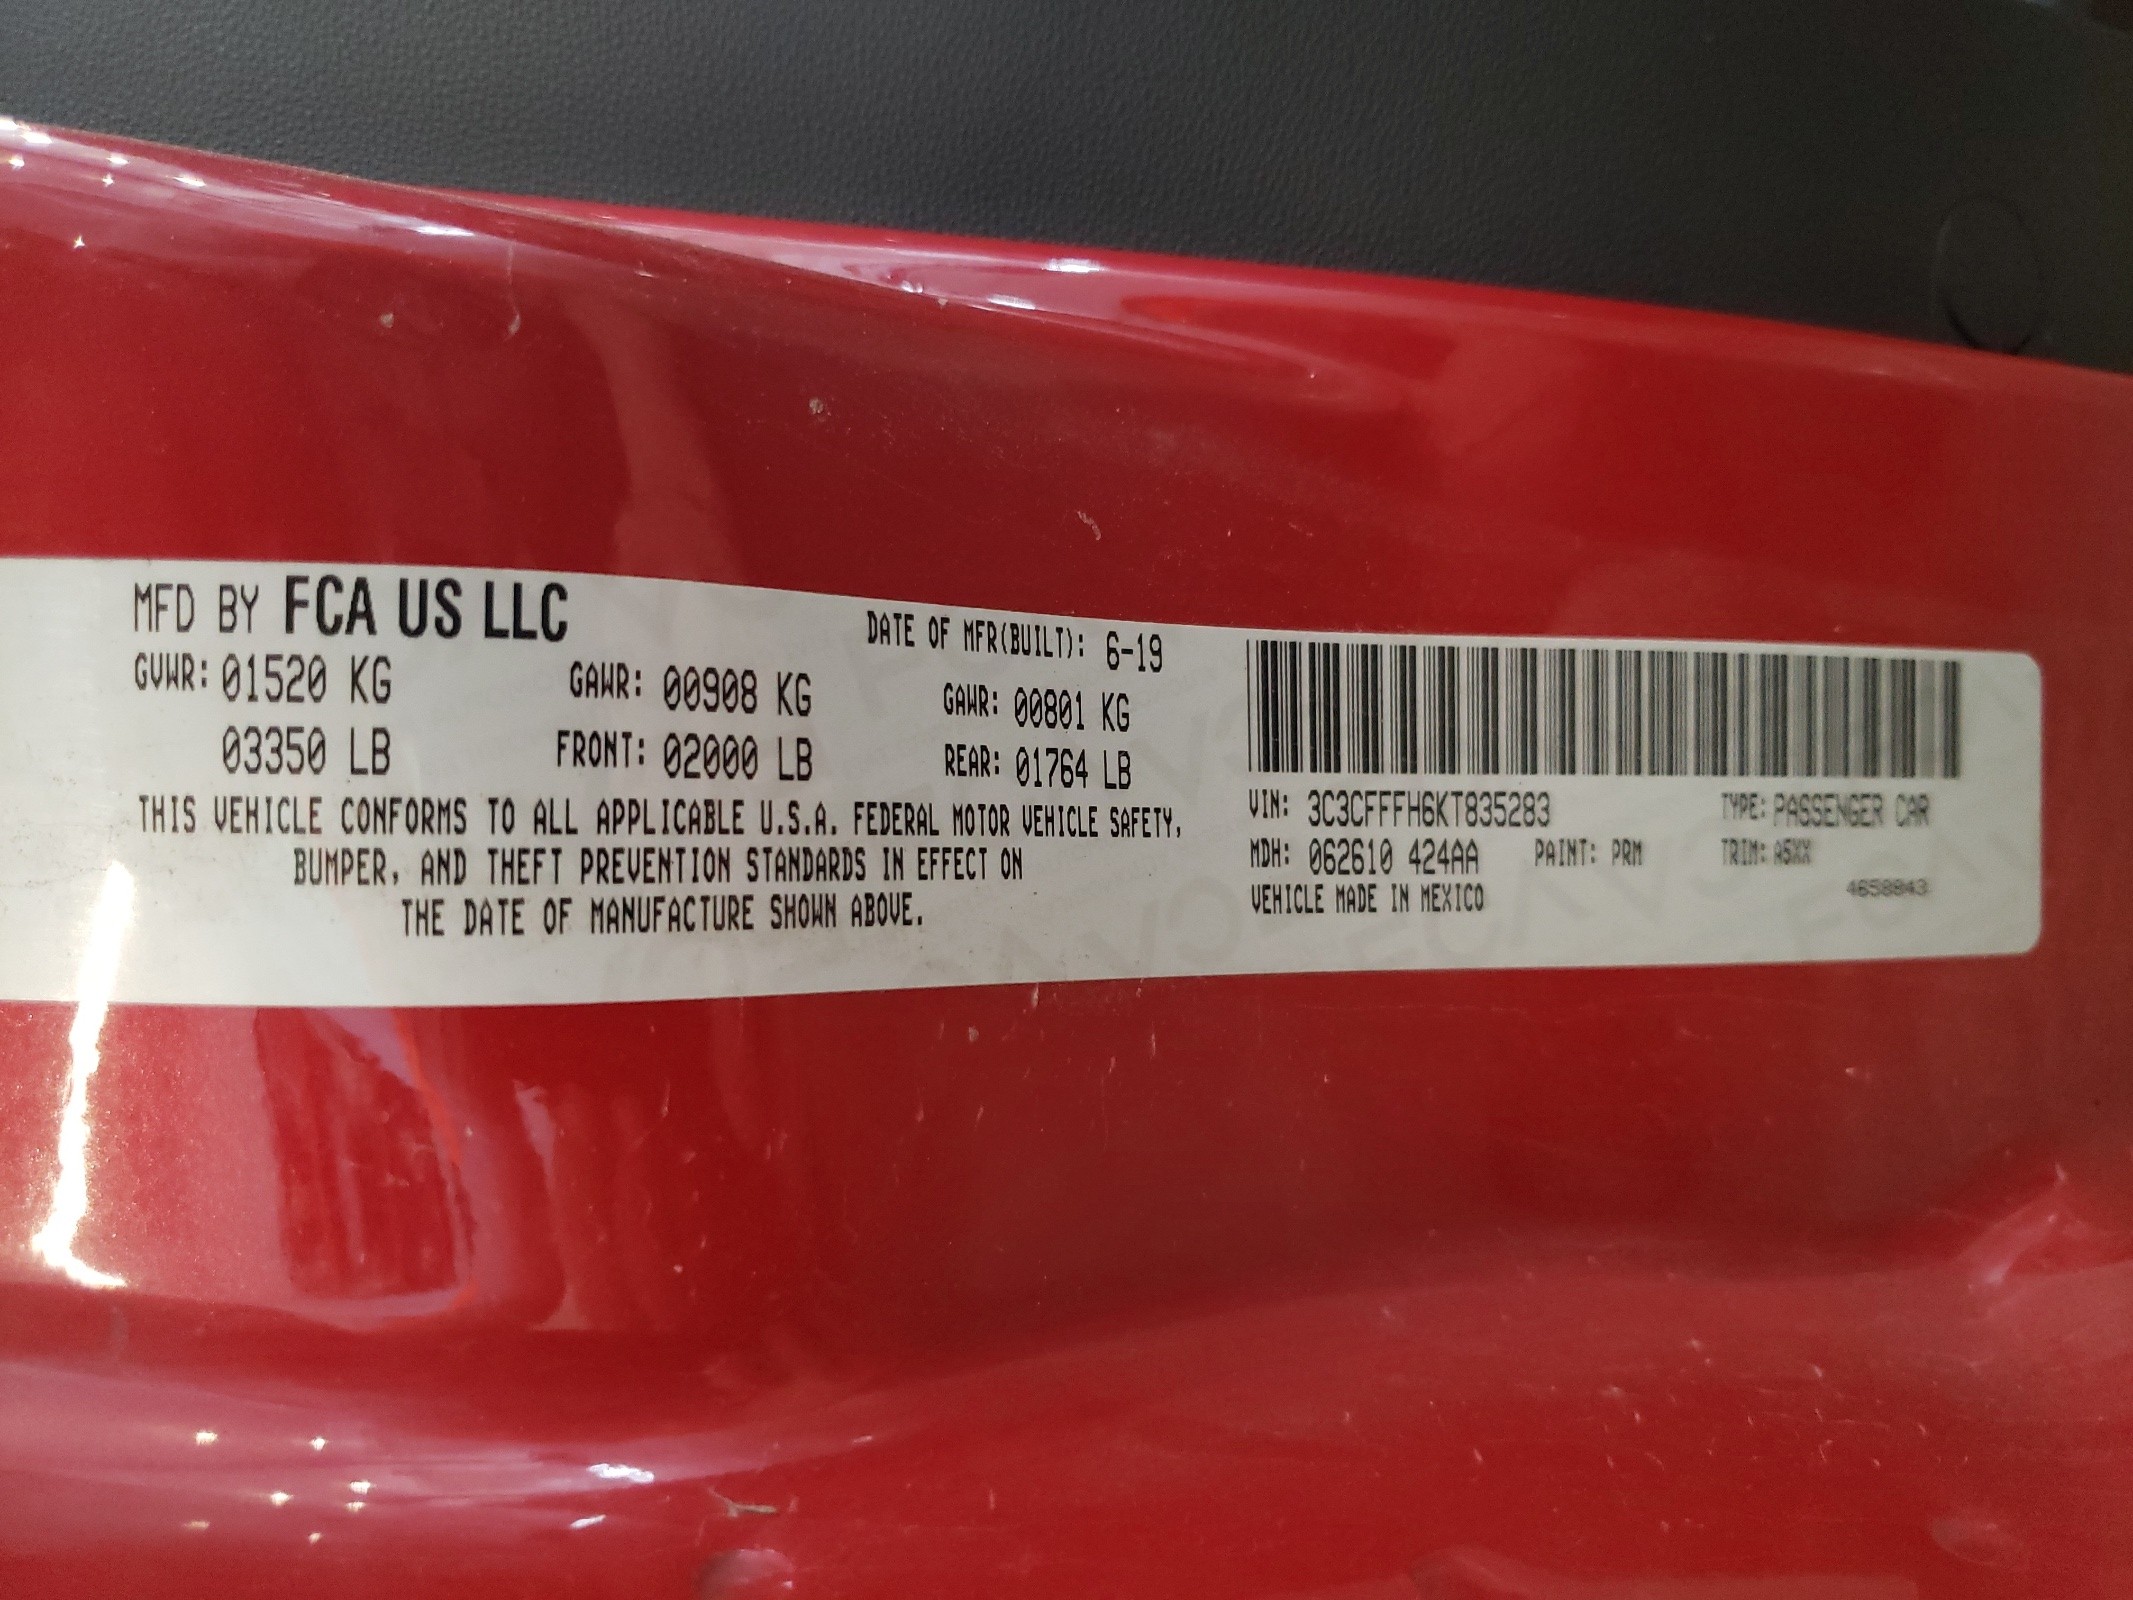 MFD BY FCA US LLC
DATE OF MFR(BUILT): 6-19
GVWR: 01520 KG GAWR: 00908 KG GAWR: 00801 KG
03350 LB FRONT: 02000 LB REAR: 01764 LB
THIS VEHICLE CONFORMS TO ALL APPLICABLE U.S.A. FEDERAL MOTOR VEHICLE SAFETY,
BUMPER, AND THEFT PREVENTION STANDARDS IN EFFECT ON
THE DATE OF MANUFACTURE SHOWN ABOVE.
VIN: 3C3CFFFH6KT835283 TYPE: PASSENGER CAR
MDH: 062610 424AA PAINT: PRM TRIM: A5XX
VEHICLE MADE IN MEXICO
4658843